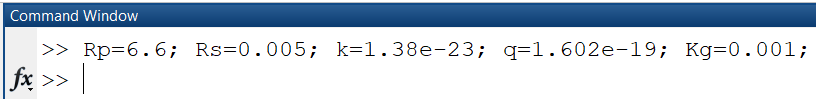 Command Window
>> Rp=6.6; Rs=0.005; k=1.38e-23; q=1.602e-19; Kg=0.001;
fx >>